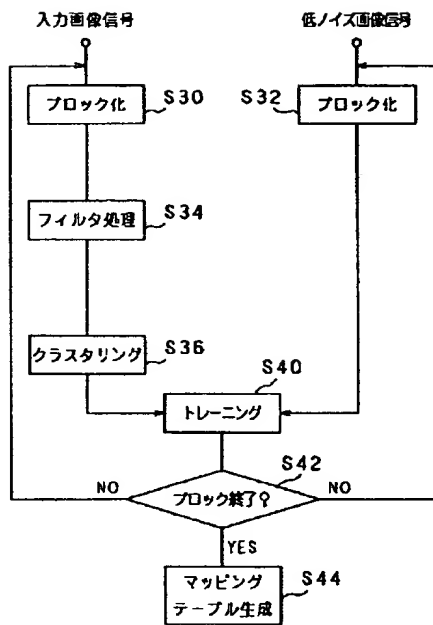 入力画像信号
低ノイズ画像信号
ブロック化
S30
S32
ブロック化
フィルタ処理
S34
クラスタリング
S36
S40
トレーニング
S42
NO
ブロック終了?
NO
YES
マッピング
テーブル生成
S44